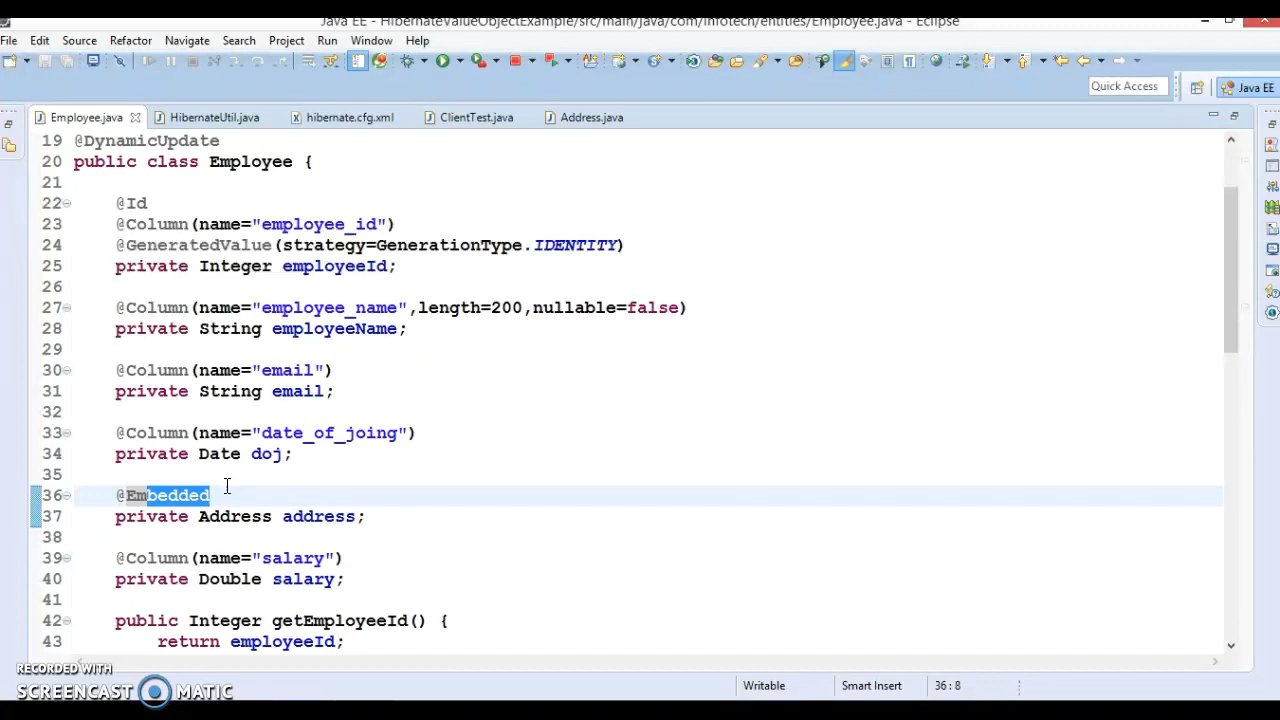 Java EE - HibernateValueObjectExample/src/main/java/com/infotech/entities/Employee.java - Eclipse
File Edit Source Refactor Navigate Search Project Run Window Help
Quick Access
Java EE
Employee.java HibernateUtil.java hibernate.cfg.xml ClientTest.java Address.java
19 @DynamicUpdate
20 public class Employee {
21
22 @Id
23 @Column(name="employee_id")
24 @GeneratedValue(strategy=GenerationType.IDENTITY)
25 private Integer employeeId;
26
27 @Column(name="employee_name",length=200,nullable=false)
28 private String employeeName;
29
30 @Column(name="email")
31 private String email;
32
33 @Column(name="date_of_joing")
34 private Date doj;
35
36 @Embedded
37 private Address address;
38
39 @Column(name="salary")
40 private Double salary;
41
42 public Integer getEmployeeId() {
43 return employeeId;
RECORDED WITH
SCREENCAST MATIC
Writable Smart Insert 36 : 8